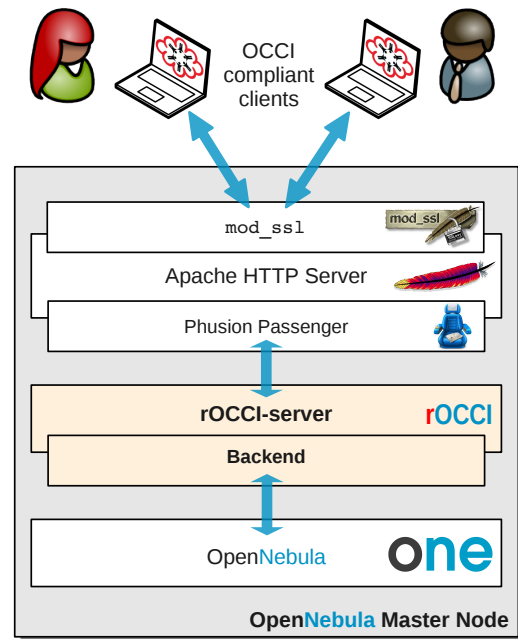 OCCI
compliant
clients
mod_ssl
mod_ssl
Apache HTTP Server
Phusion Passenger
rOCCI-server
rOCCI
Backend
OpenNebula
one
OpenNebula Master Node